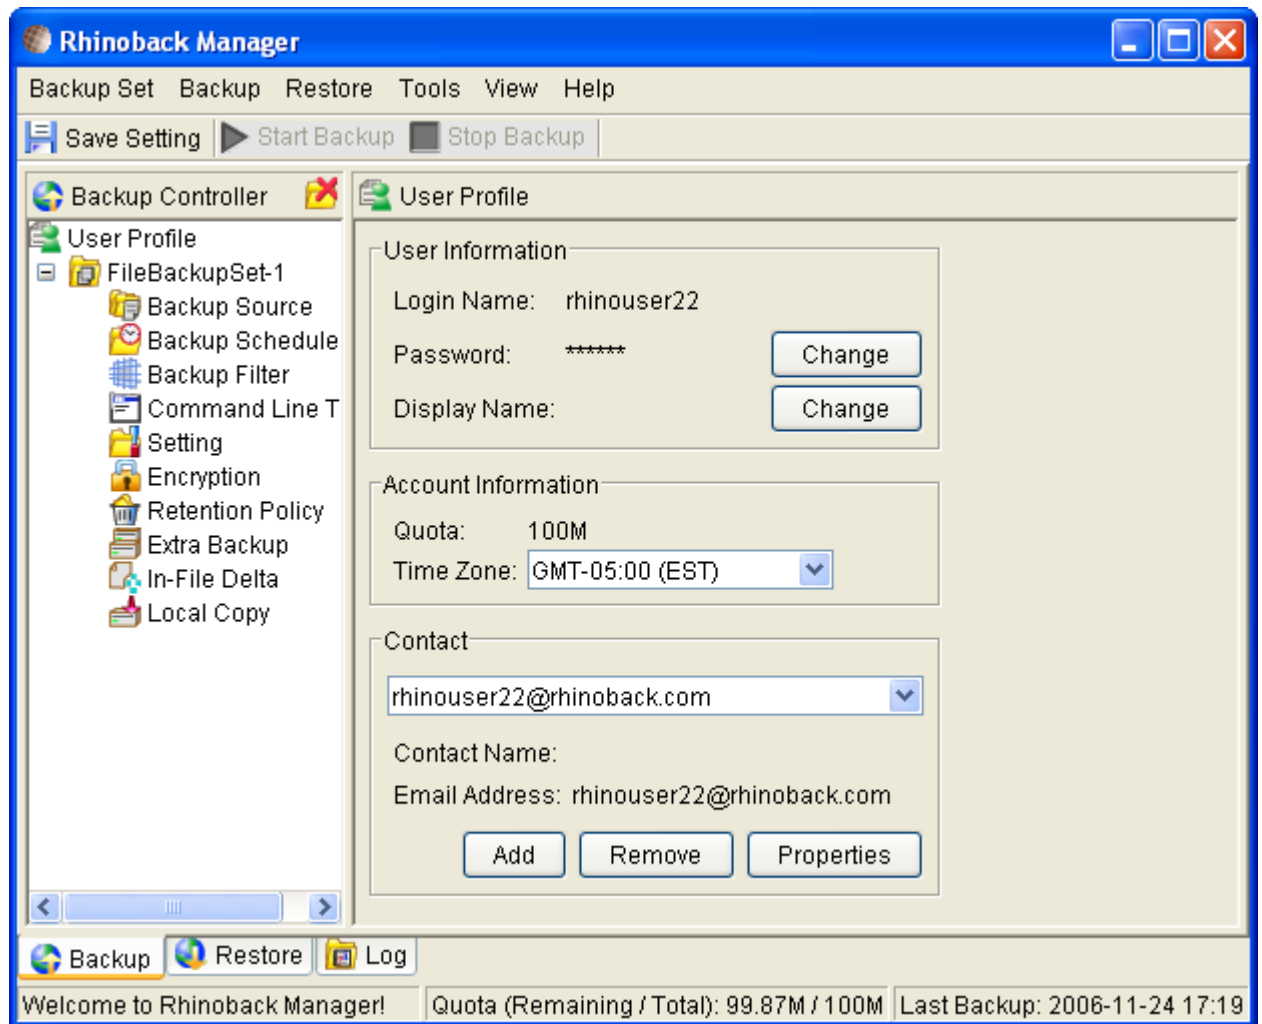 Rhinoback Manager
Backup Set Backup Restore Tools View Help
Save Setting Start Backup Stop Backup
Backup Controller
User Profile
FileBackupSet-1
Backup Source
Backup Schedule
Backup Filter
Command Line T
Setting
Encryption
Retention Policy
Extra Backup
In-File Delta
Local Copy
User Profile
User Information
Login Name: rhinouser22
Password: ****** Change
Display Name: Change
Account Information
Quota: 100M
Time Zone: GMT-05:00 (EST)
Contact
rhinouser22@rhinoback.com
Contact Name:
Email Address: rhinouser22@rhinoback.com
Add Remove Properties
Backup Restore Log
Welcome to Rhinoback Manager! Quota (Remaining / Total): 99.87M / 100M Last Backup: 2006-11-24 17:19